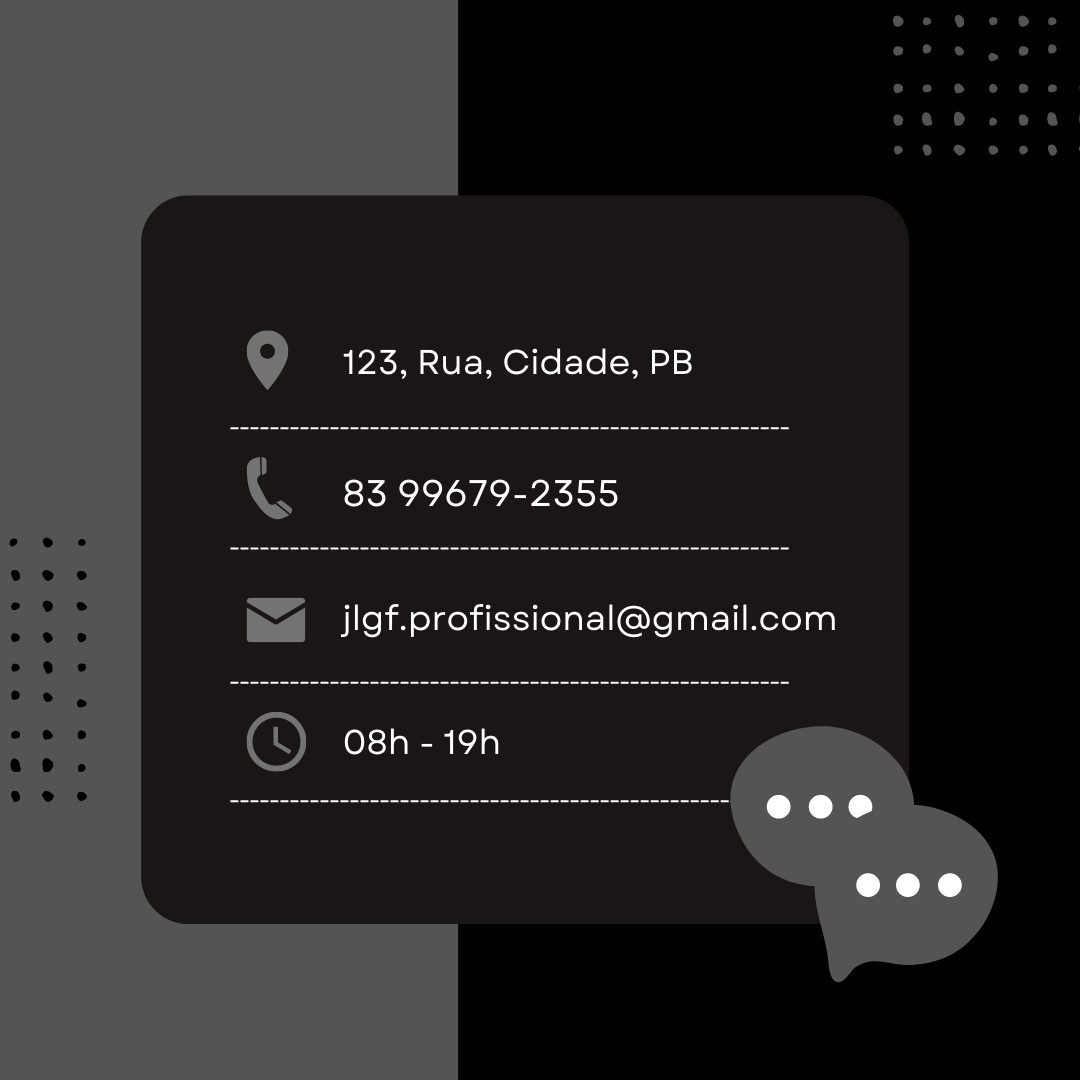 123, Rua, Cidade, PB
83 99679-2355
jlgf.profissional@gmail.com
08h - 19h